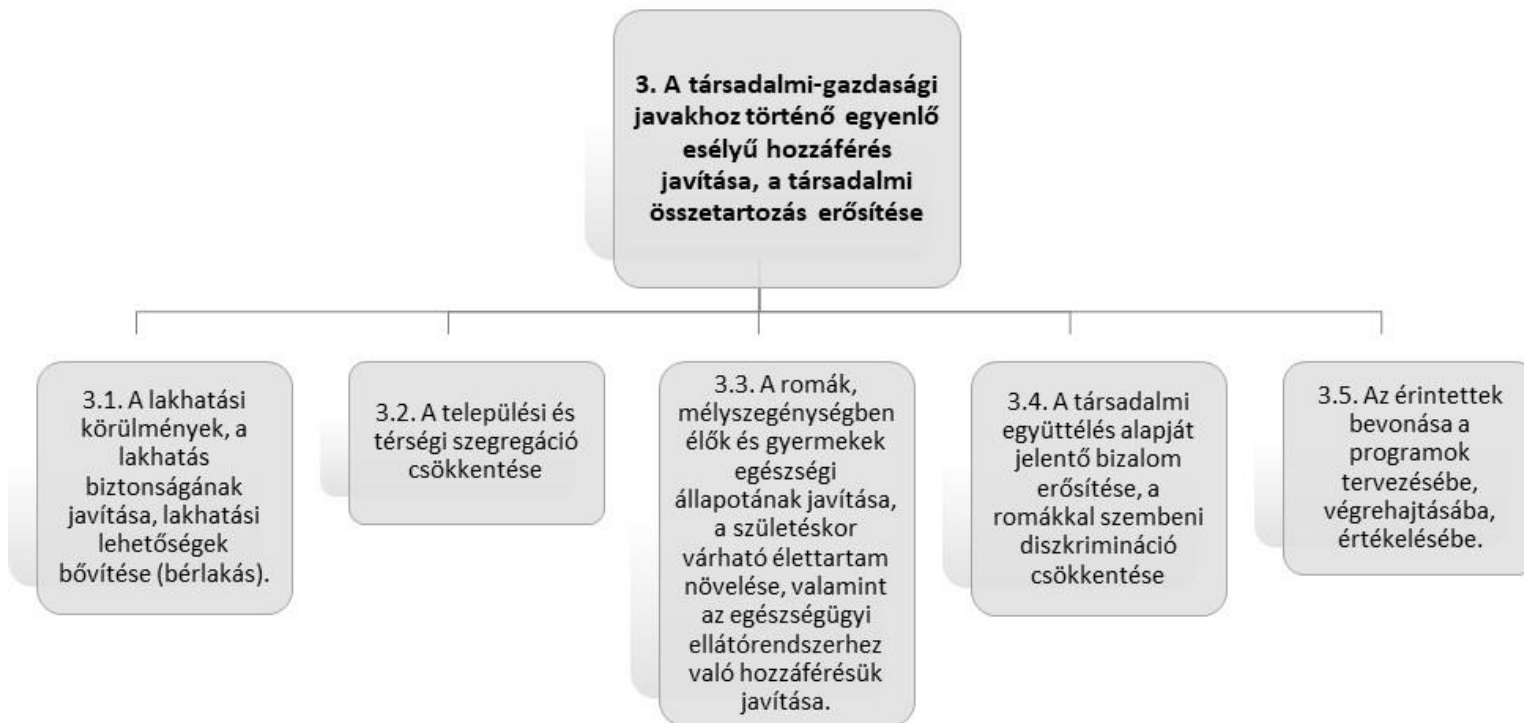 3. A társadalmi-gazdasági
javakhoz történő egyenlő
esélyű hozzáférés
javítása, a társadalmi
összetartozás erősítése
3.1. A lakhatási
körülmények, a
lakhatás
biztonságának
javítása, lakhatási
lehetőségek
bővítése (bérlakás).
3.2. A települési és
térségi szegregáció
csökkentése
3.3. A romák,
mélyszegénységben
élők és gyermekek
egészségi
állapotának javítása,
a születéskor
várható élettartam
növelése, valamint
az egészségügyi
ellátórendszerhez
való hozzáférésük
javítása.
3.4. A társadalmi
együttélés alapját
jelentő bizalom
erősítése, a
romákkal szembeni
diszkrimináció
csökkentése
3.5. Az érintettek
bevonása a
programok
tervezésébe,
végrehajtásába,
értékelésébe.